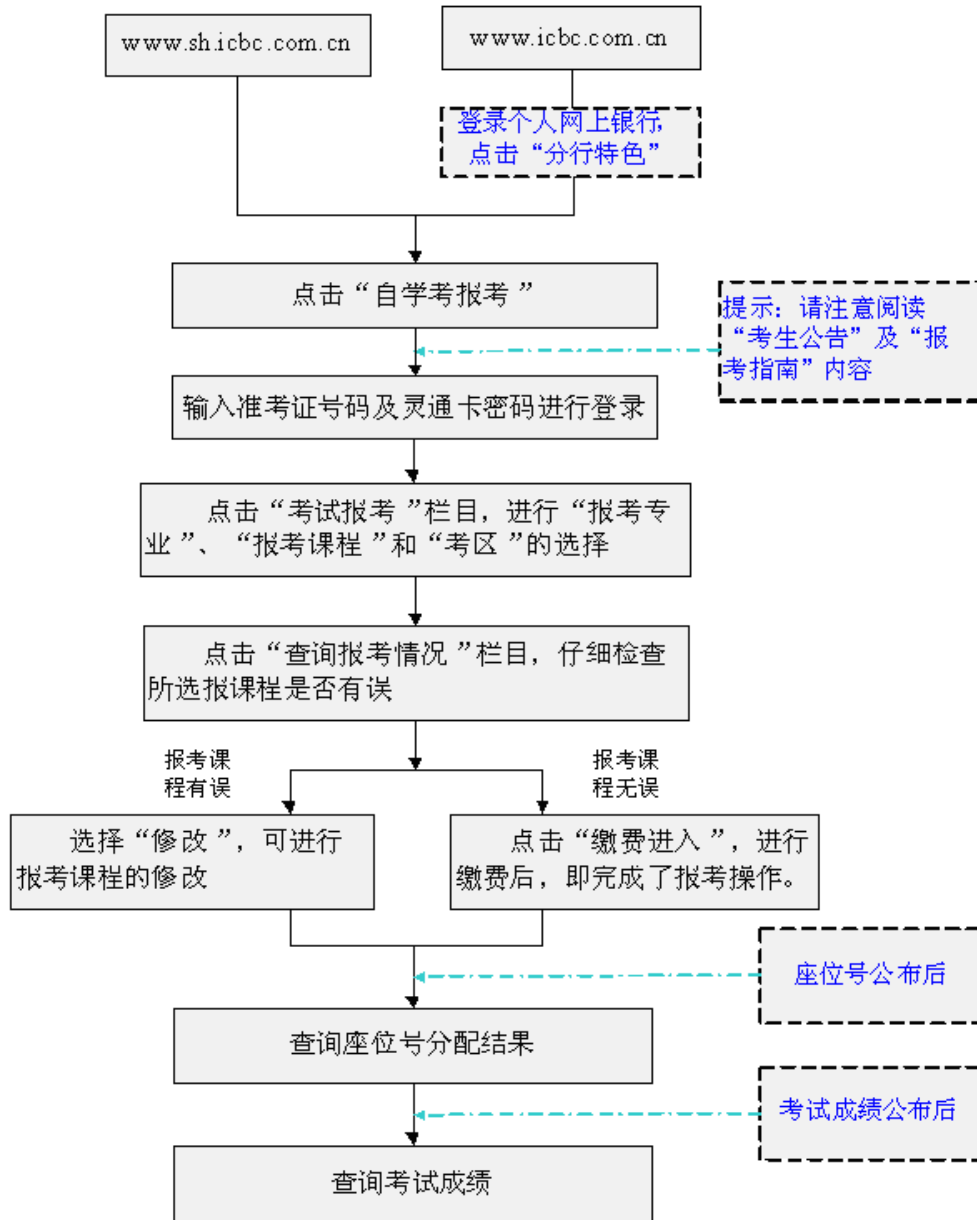 www.sh.icbc.com.cn
www.icbc.com.cn
登录个人网上银行,
点击“分行特色”
点击“自学考报考”
提示：请注意阅读
“考生公告”及“报
考指南”内容
输入准考证号码及灵通卡密码进行登录
点击“考试报考”栏目，进行“报考专
业”、“报考课程”和“考区”的选择
点击“查询报考情况”栏目，仔细检查
所选报课程是否有误
报考课
程有误
报考课
程无误
选择“修改”，可进行
报考课程的修改
点击“缴费进入”，进行
缴费后，即完成了报考操作。
座位号公布后
查询座位号分配结果
考试成绩公布后
查询考试成绩